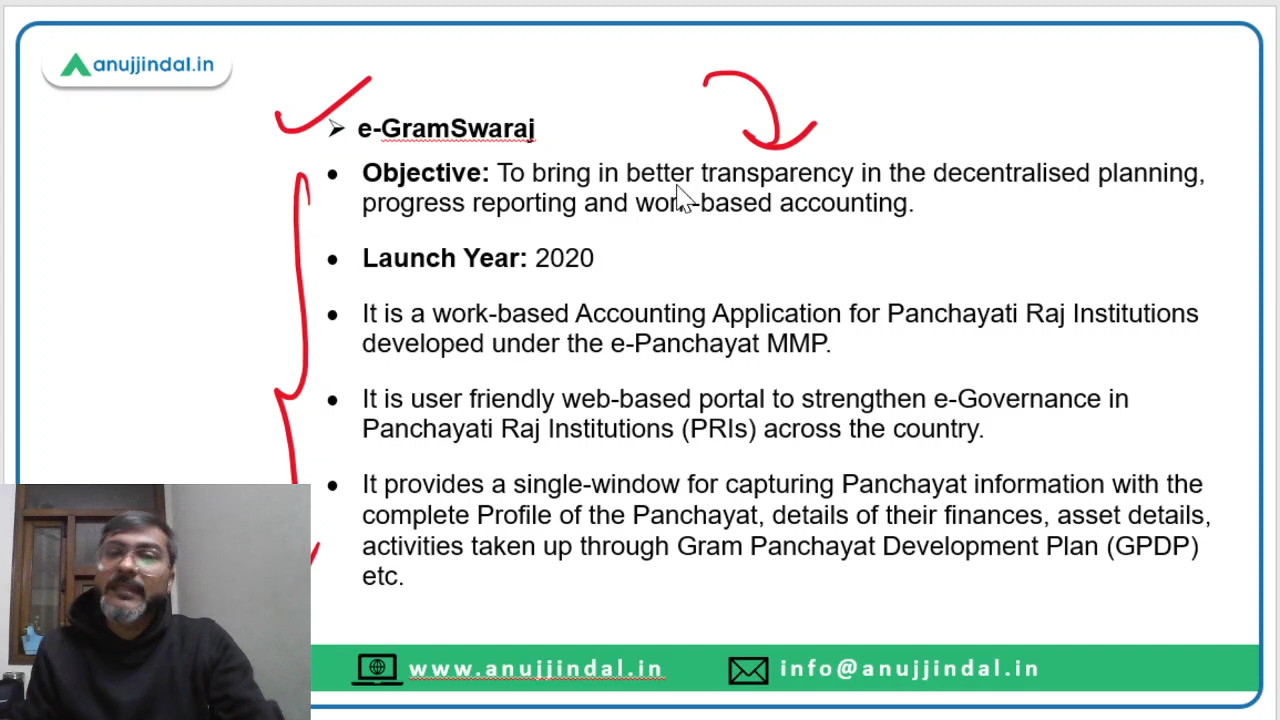 anujjindal.in
➢ e-GramSwaraj
● Objective: To bring in better transparency in the decentralised planning,
progress reporting and work-based accounting.
● Launch Year: 2020
● It is a work-based Accounting Application for Panchayati Raj Institutions
developed under the e-Panchayat MMP.
● It is user friendly web-based portal to strengthen e-Governance in
Panchayati Raj Institutions (PRIs) across the country.
● It provides a single-window for capturing Panchayat information with the
complete Profile of the Panchayat, details of their finances, asset details,
activities taken up through Gram Panchayat Development Plan (GPDP)
etc.
www.anujjindal.in info@anujjindal.in